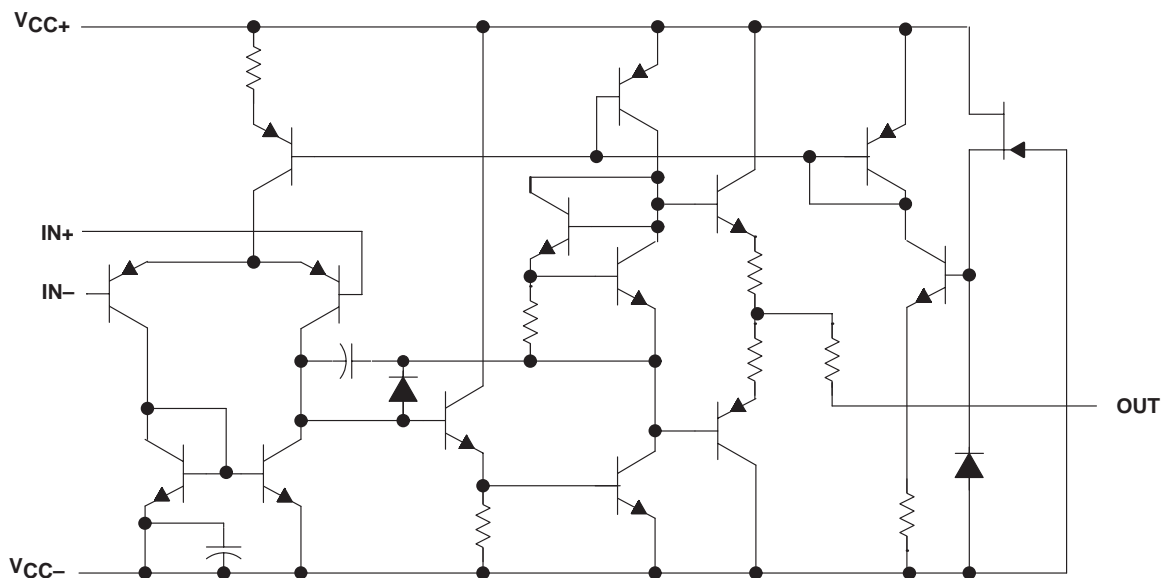 VCC+
IN+
IN−
OUT
VCC−